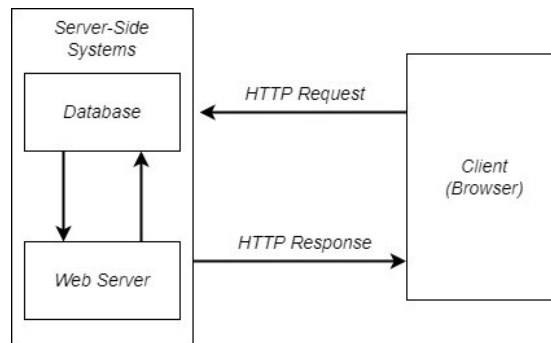 Server-Side
Systems
Database
HTTP Request
Client
(Browser)
HTTP Response
Web Server